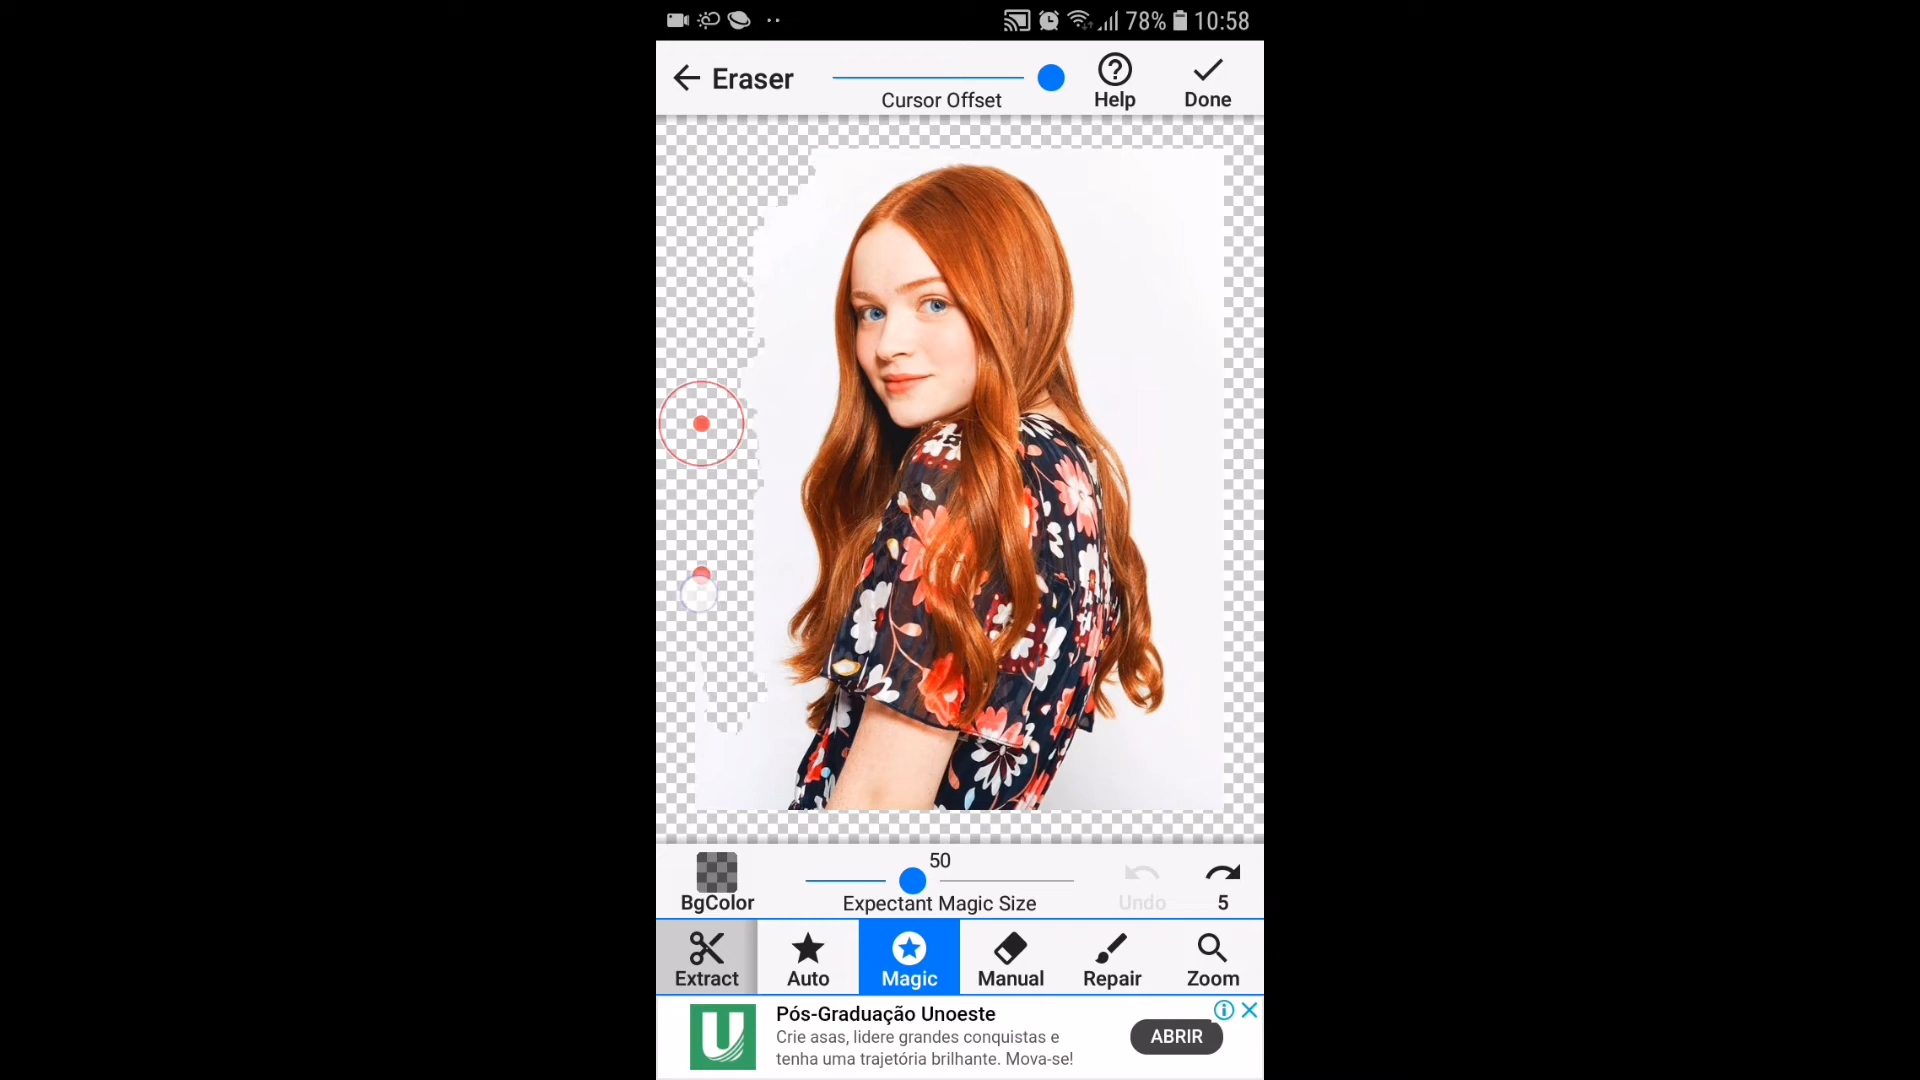 78% 10:58
Eraser
Cursor Offset
Help
Done
50
BgColor
Expectant Magic Size
Undo
5
Extract
Auto
Magic
Manual
Repair
Zoom
U
Pós-Graduação Unoeste
Crie asas, lidere grandes conquistas e
tenha uma trajetória brilhante. Mova-se!
ABRIR